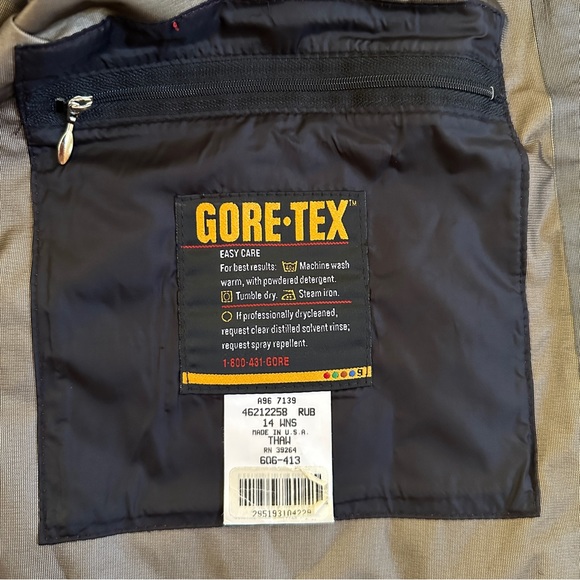 GORE-TEX™
EASY CARE
For best results: Machine wash
warm, with powdered detergent.
Tumble dry. Steam iron.
If professionally drycleaned,
request clear distilled solvent rinse;
request spray repellent.
1-800-431-GORE
9
A96 7139
46212258 RUB
14 WNS
MADE IN U.S.A.
THAW
RN 39264
606-413
295193104229